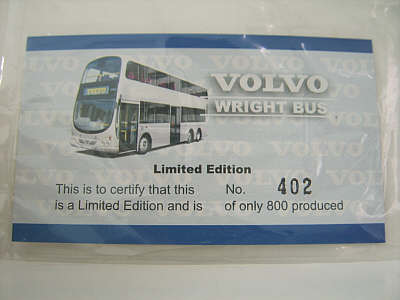 VOLVO
VOLVO
WRIGHT BUS
Limited Edition
This is to certify that this No. 402
is a Limited Edition and is of only 800 produced